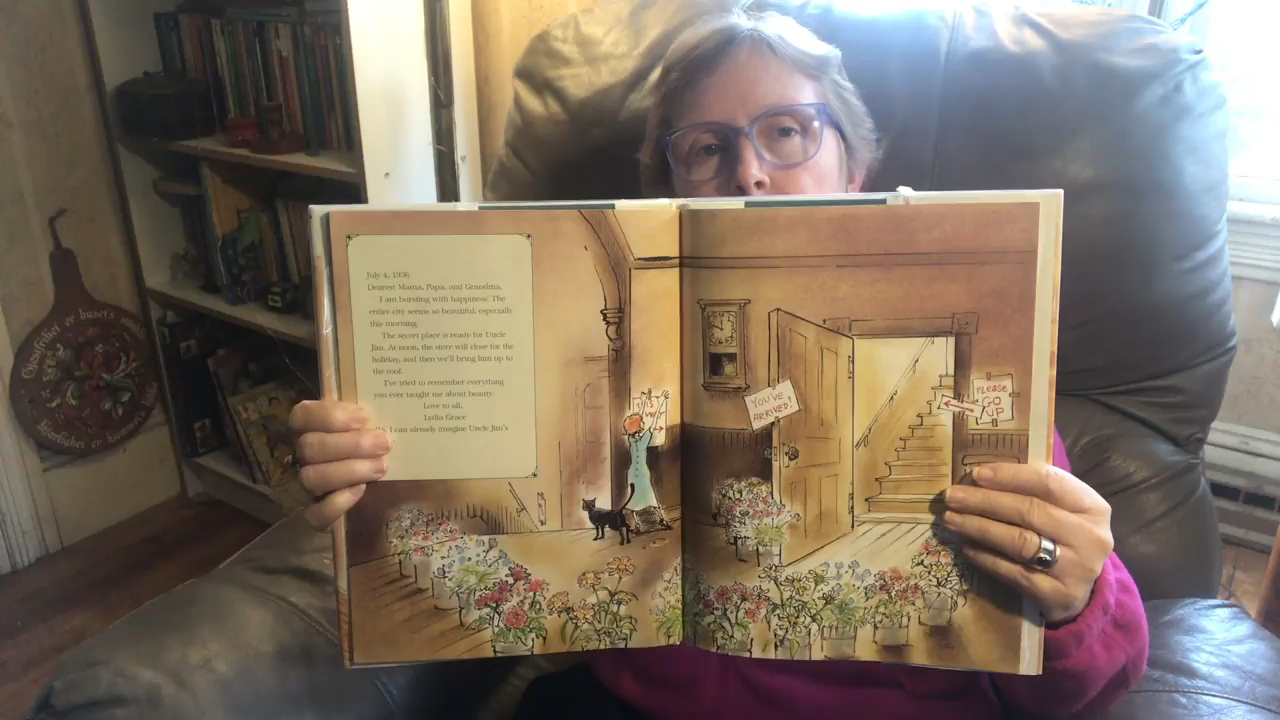 July 4, 1936
Dearest Mama, Papa, and Grandma,
I am bursting with happiness! The
entire city seems so beautiful, especially
this morning.
The secret place is ready for Uncle
Jim. At noon, the store will close for the
holiday, and then we'll bring him up to
the roof.
I've tried to remember everything
you ever taught me about beauty.
Love to all,
Lydia Grace
I can already imagine Uncle Jim's
YOU'VE
ARRIVED!
PLEASE
GO
UP
er huset's